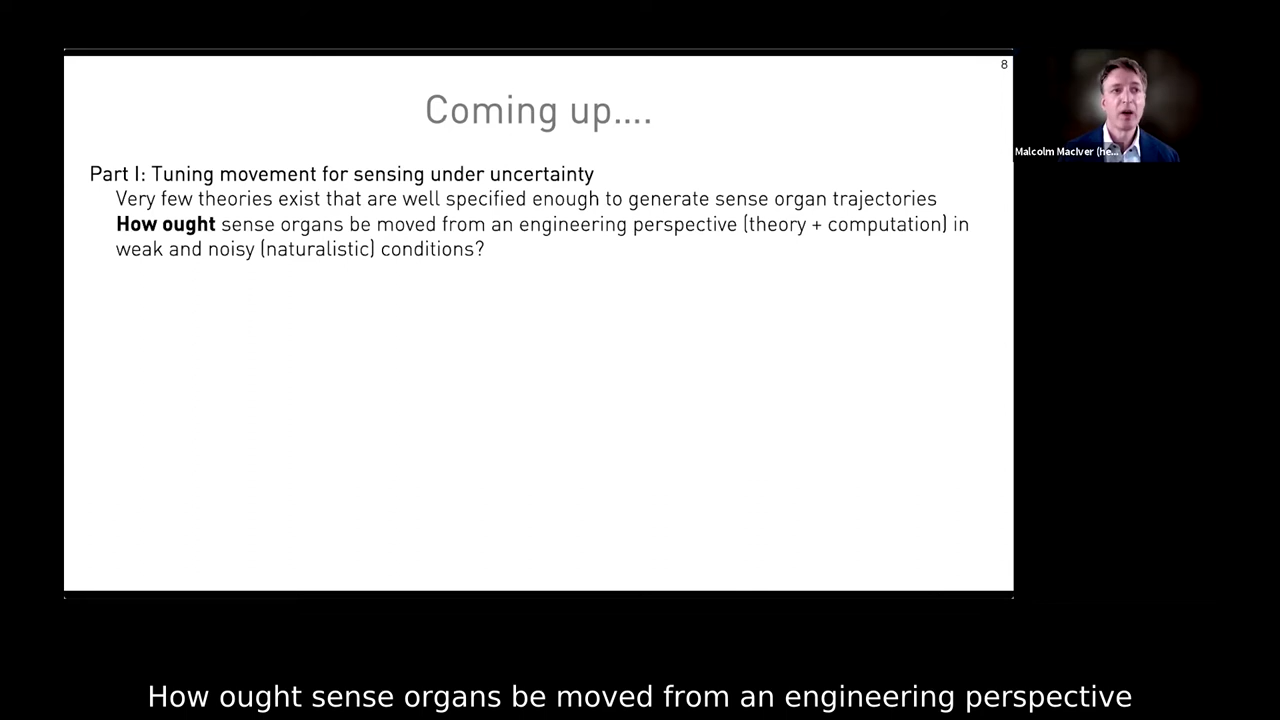 8
Coming up....
Part I: Tuning movement for sensing under uncertainty
Very few theories exist that are well specified enough to generate sense organ trajectories
How ought sense organs be moved from an engineering perspective (theory + computation) in
weak and noisy (naturalistic) conditions?
Malcolm MacIver (he...
How ought sense organs be moved from an engineering perspective